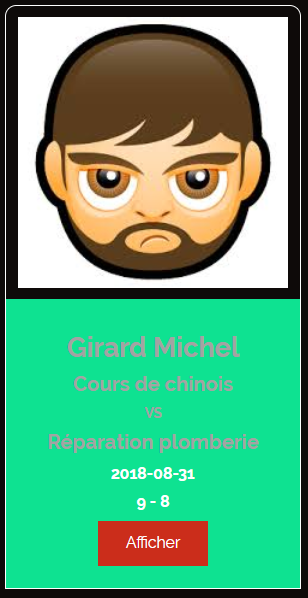 Girard Michel
Cours de chinois
vs
Réparation plomberie
2018-08-31
9 - 8
Afficher